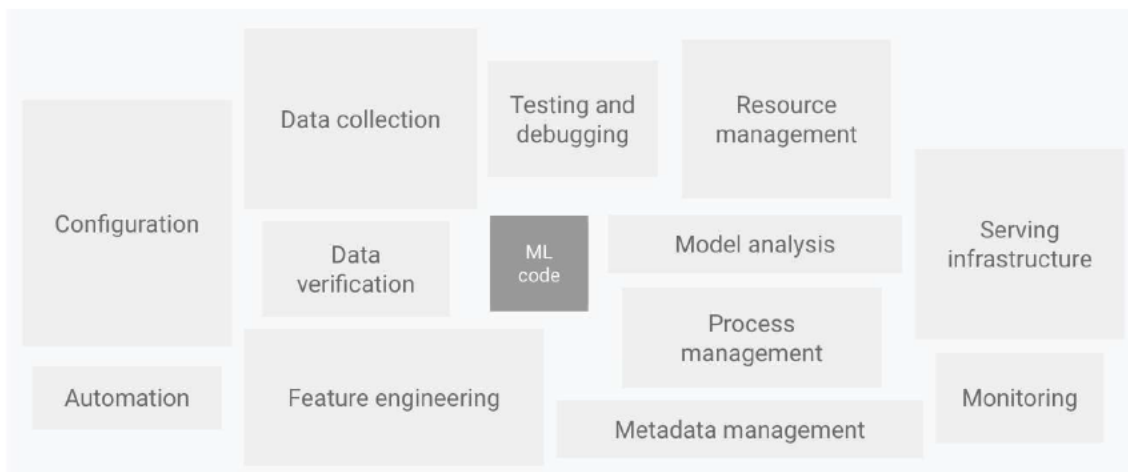 Data collection
Testing and
debugging
Resource
management
Configuration
Data
verification
ML
code
Model analysis
Serving
infrastructure
Process
management
Automation
Feature engineering
Metadata management
Monitoring